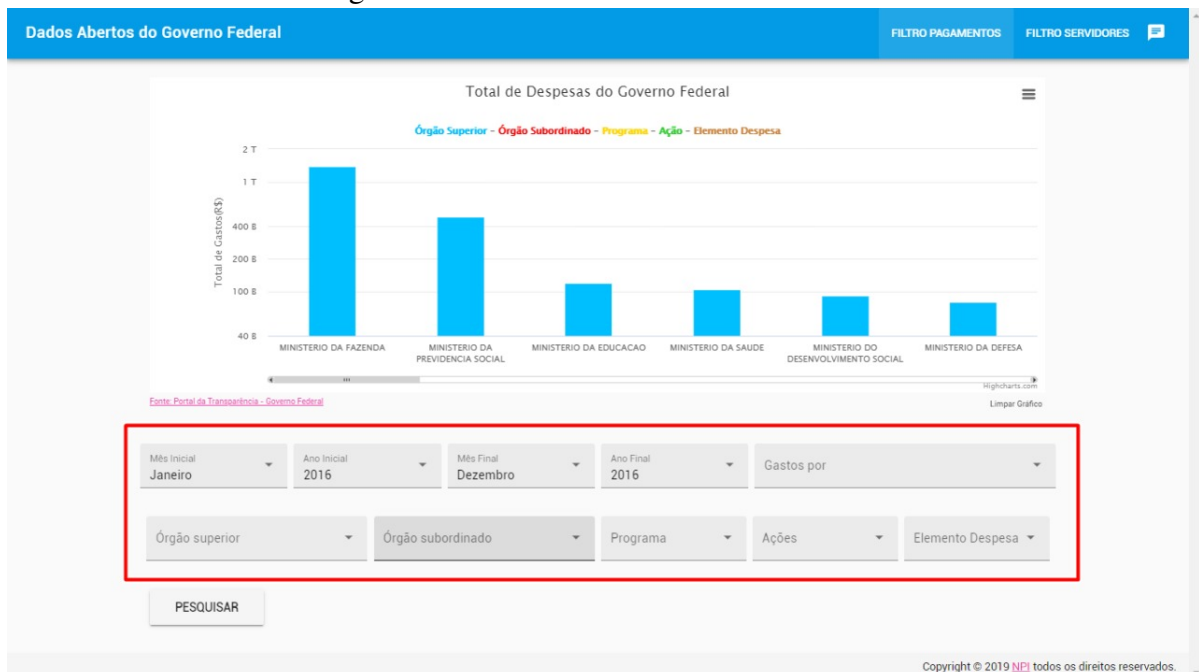 Dados Abertos do Governo Federal
FILTRO PAGAMENTOS
FILTRO SERVIDORES
Total de Despesas do Governo Federal
Órgão Superior - Órgão Subordinado - Programa - Ação - Elemento Despesa
Total de Gastos(R$)
2 T
1 T
400 B
200 B
100 B
40 B
MINISTERIO DA FAZENDA
MINISTERIO DA
PREVIDENCIA SOCIAL
MINISTERIO DA EDUCACAO
MINISTERIO DA SAUDE
MINISTERIO DO
DESENVOLVIMENTO SOCIAL
MINISTERIO DA DEFESA
Highcharts.com
Fonte: Portal da Transparência - Governo Federal
Limpar Gráfico
Mês Inicial
Janeiro
Ano Inicial
2016
Mês Final
Dezembro
Ano Final
2016
Gastos por
Órgão superior
Órgão subordinado
Programa
Ações
Elemento Despesa
PESQUISAR
Copyright © 2019 NPI todos os direitos reservados.